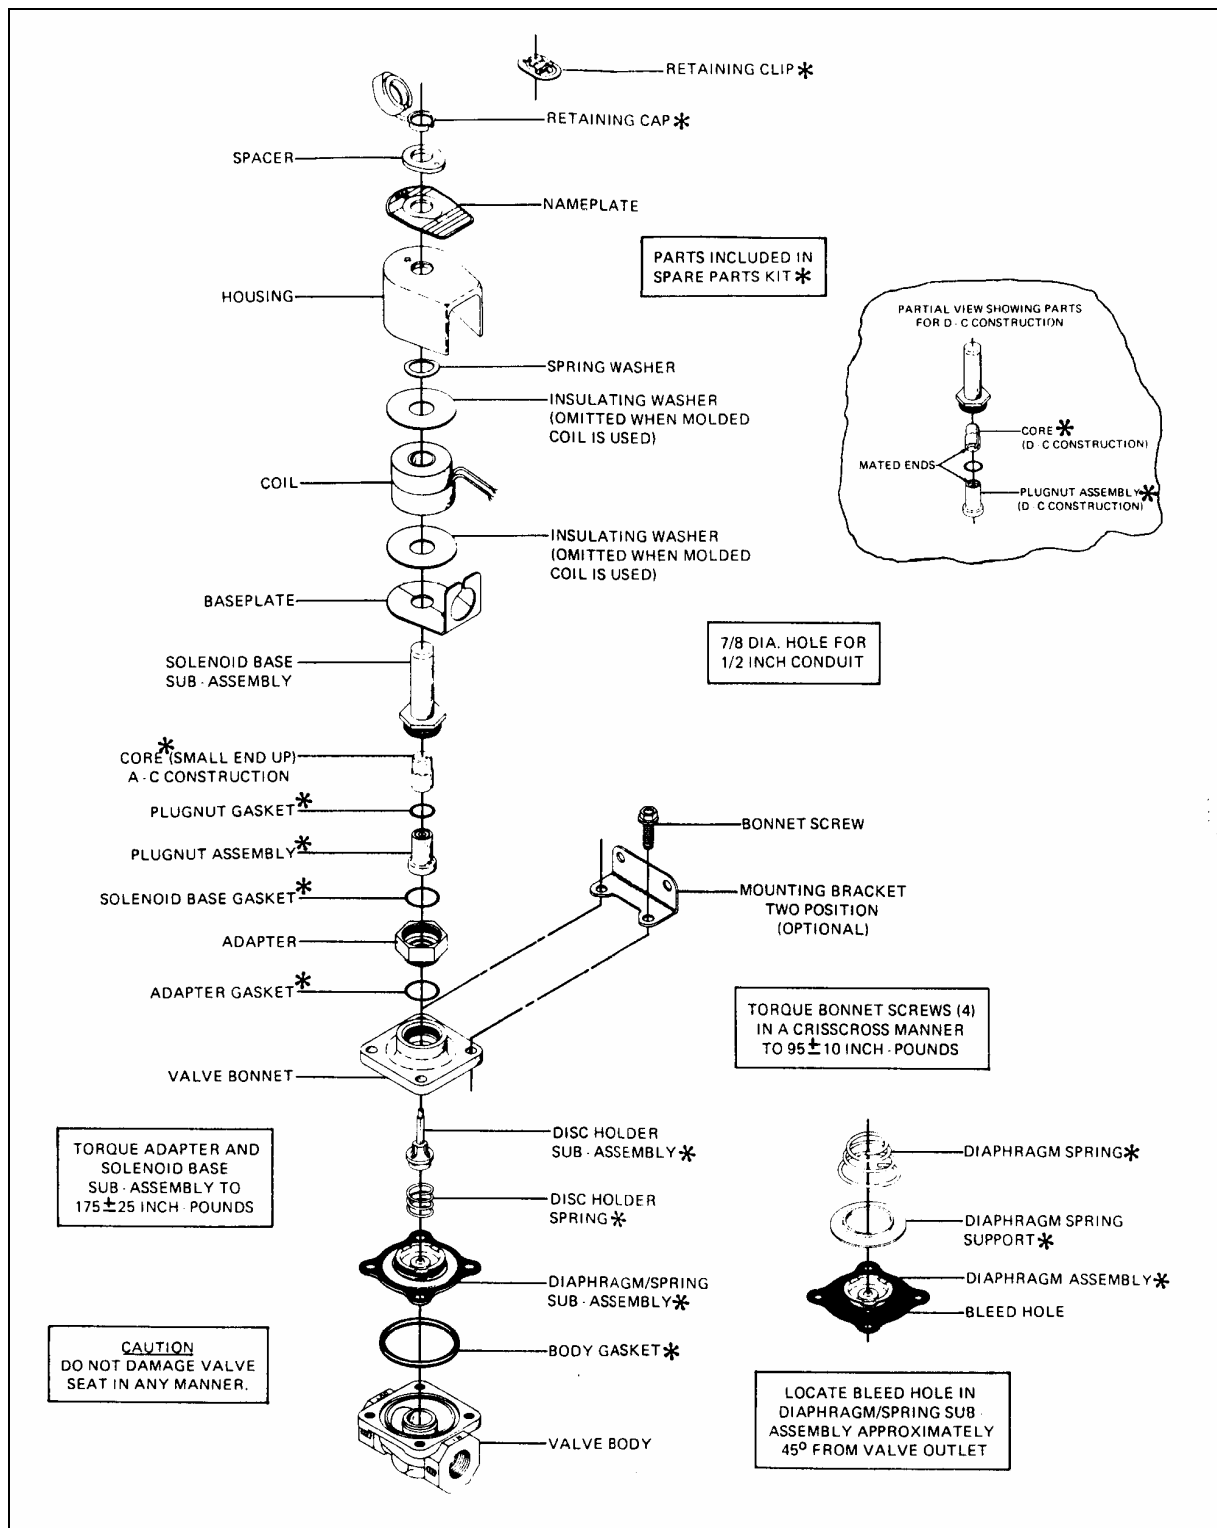 RETAINING CLIP*
RETAINING CAP*
SPACER
NAMEPLATE
PARTS INCLUDED IN
SPARE PARTS KIT*
HOUSING
PARTIAL VIEW SHOWING PARTS
FOR D-C CONSTRUCTION
SPRING WASHER
INSULATING WASHER
(OMITTED WHEN MOLDED
COIL IS USED)
CORE*
(D-C CONSTRUCTION)
MATED ENDS
COIL
PLUGNUT ASSEMBLY*
(D-C CONSTRUCTION)
INSULATING WASHER
(OMITTED WHEN MOLDED
COIL IS USED)
BASEPLATE
7/8 DIA. HOLE FOR
1/2 INCH CONDUIT
SOLENOID BASE
SUB-ASSEMBLY
CORE*(SMALL END UP)
A-C CONSTRUCTION
PLUGNUT GASKET*
BONNET SCREW
PLUGNUT ASSEMBLY*
SOLENOID BASE GASKET*
MOUNTING BRACKET
TWO POSITION
(OPTIONAL)
ADAPTER
ADAPTER GASKET*
TORQUE BONNET SCREWS (4)
IN A CRISSCROSS MANNER
TO 95±10 INCH-POUNDS
VALVE BONNET
TORQUE ADAPTER AND
SOLENOID BASE
SUB-ASSEMBLY TO
175±25 INCH-POUNDS
DISC HOLDER
SUB-ASSEMBLY*
DIAPHRAGM SPRING*
DISC HOLDER
SPRING*
DIAPHRAGM SPRING
SUPPORT*
DIAPHRAGM/SPRING
SUB-ASSEMBLY*
DIAPHRAGM ASSEMBLY*
BLEED HOLE
CAUTION
DO NOT DAMAGE VALVE
SEAT IN ANY MANNER.
BODY GASKET*
LOCATE BLEED HOLE IN
DIAPHRAGM/SPRING SUB-
ASSEMBLY APPROXIMATELY
45° FROM VALVE OUTLET
VALVE BODY